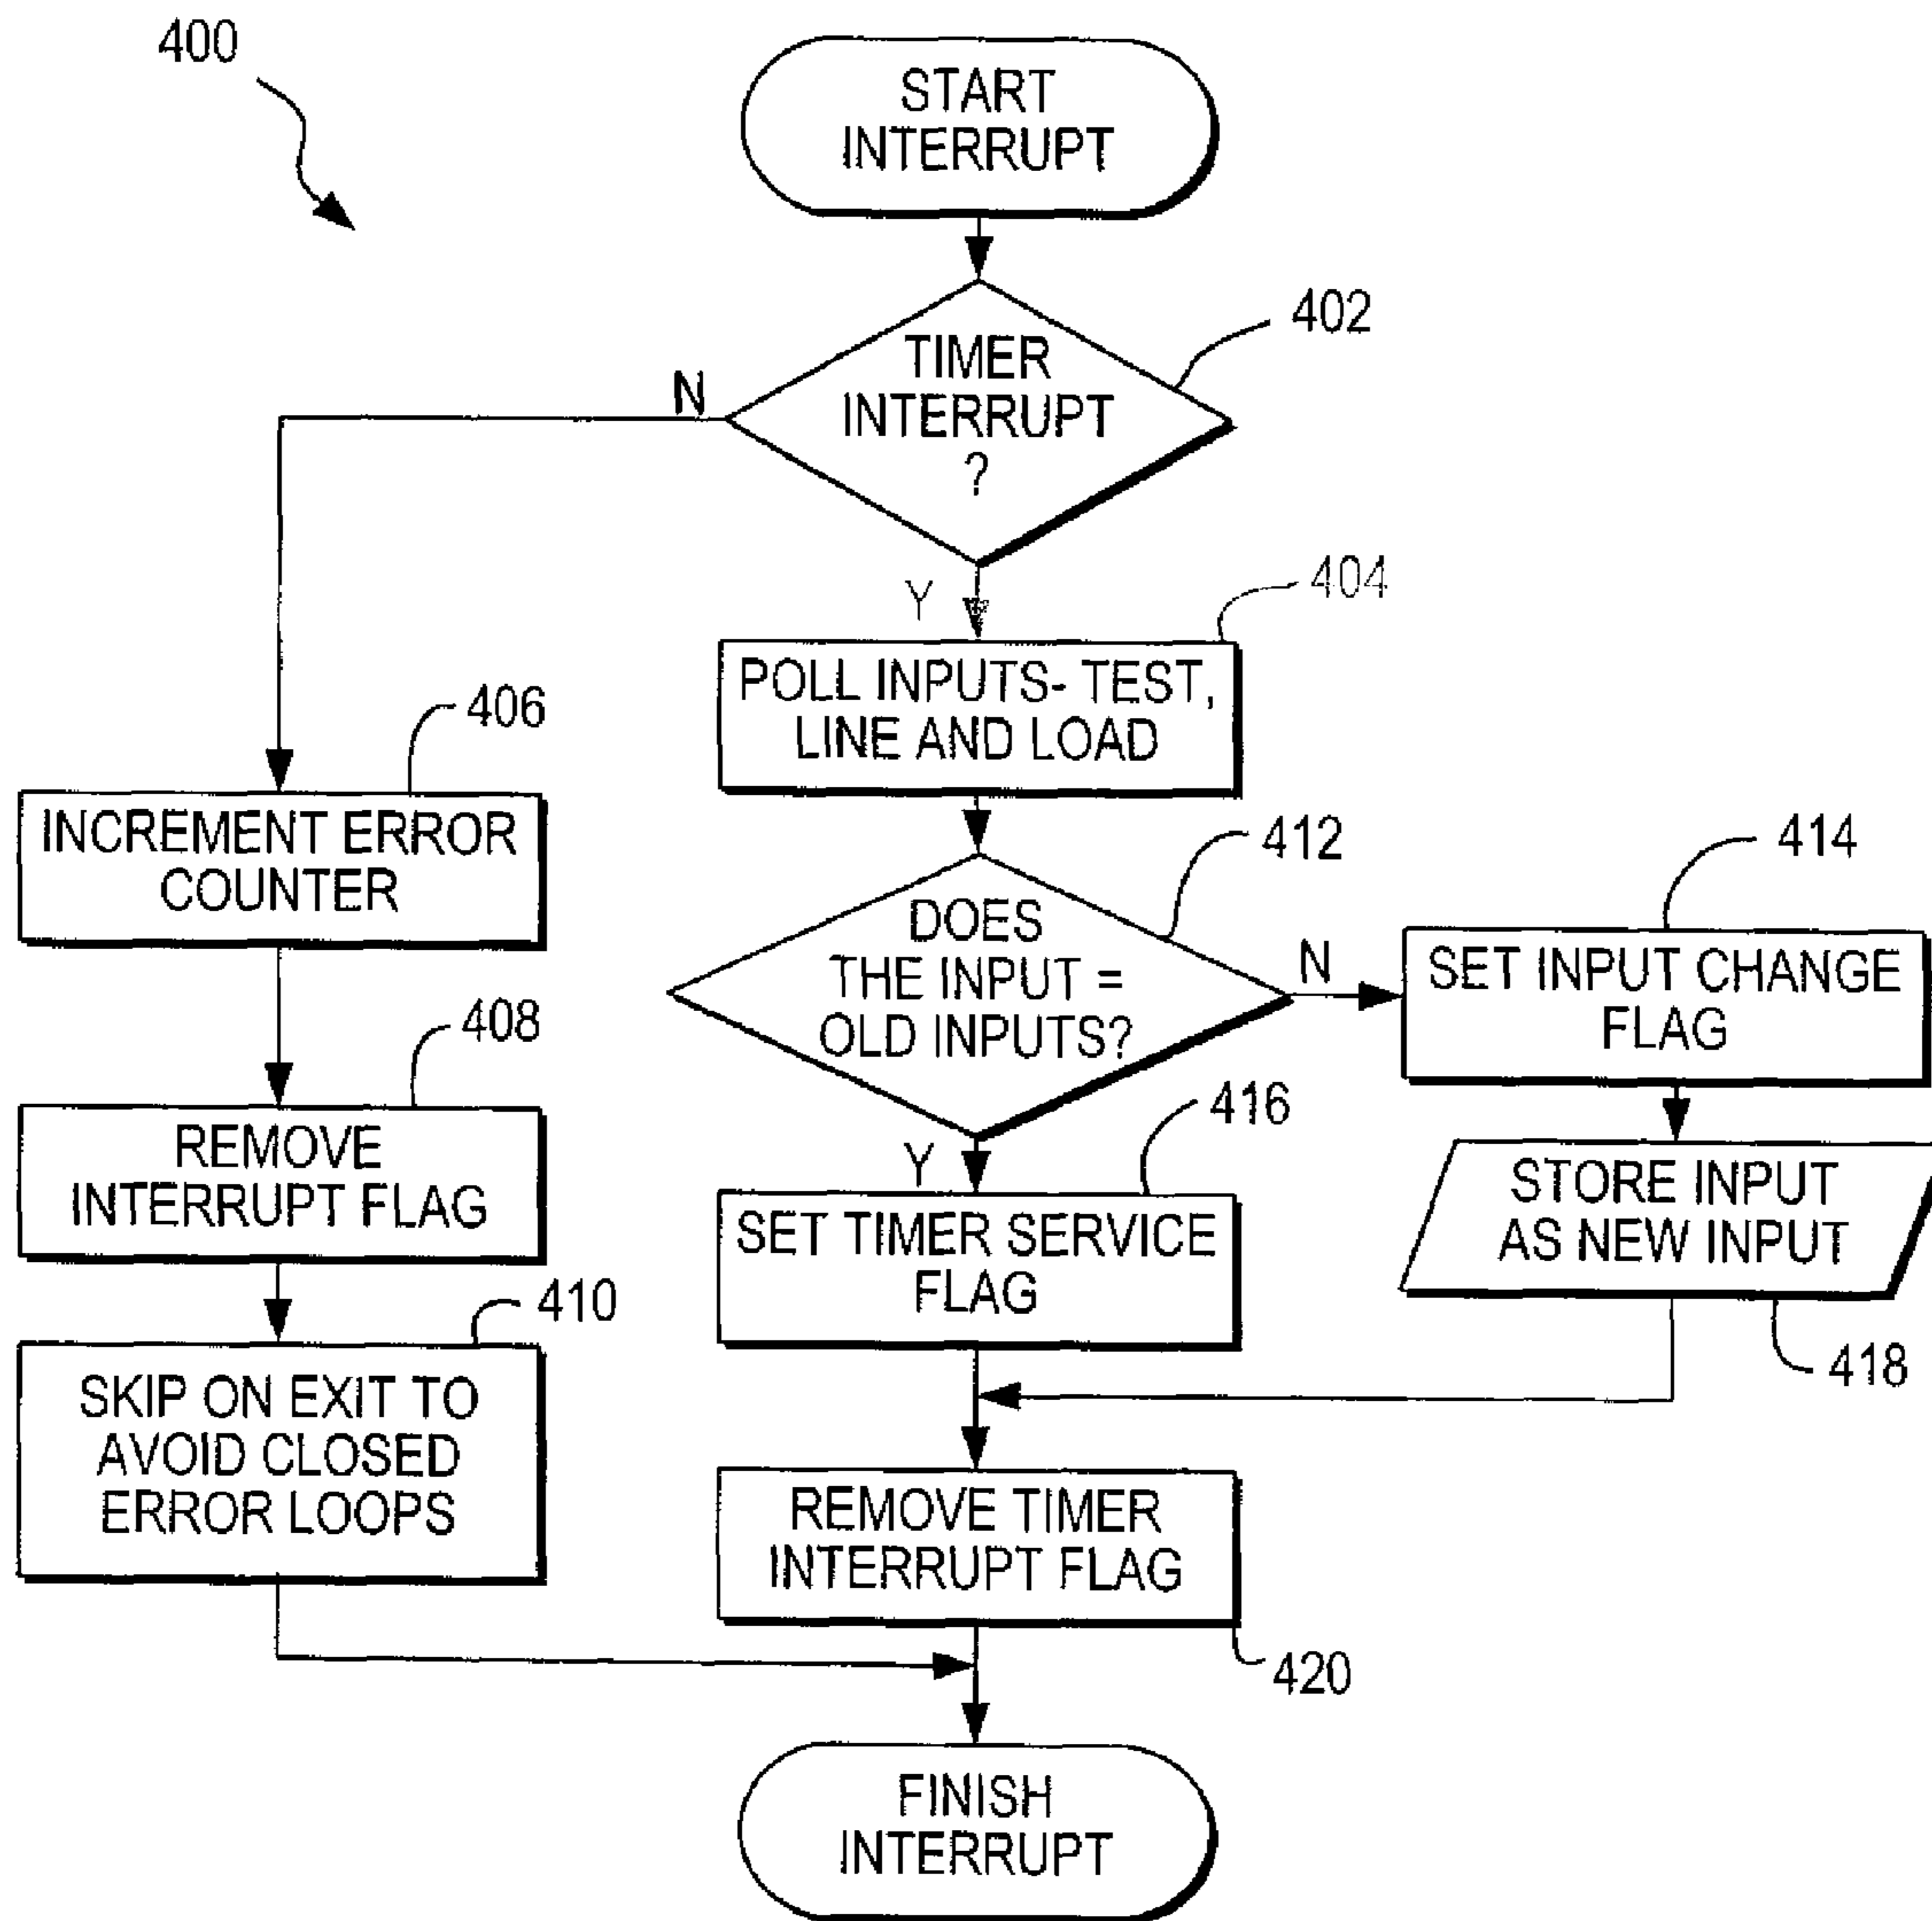 400
START
INTERRUPT
402
TIMER
INTERRUPT
?
N
Y
404
POLL INPUTS- TEST,
LINE AND LOAD
406
INCREMENT ERROR
COUNTER
412
DOES
THE INPUT =
OLD INPUTS?
N
414
SET INPUT CHANGE
FLAG
408
REMOVE
INTERRUPT FLAG
Y
416
SET TIMER SERVICE
FLAG
STORE INPUT
AS NEW INPUT
418
410
SKIP ON EXIT TO
AVOID CLOSED
ERROR LOOPS
REMOVE TIMER
INTERRUPT FLAG
420
FINISH
INTERRUPT